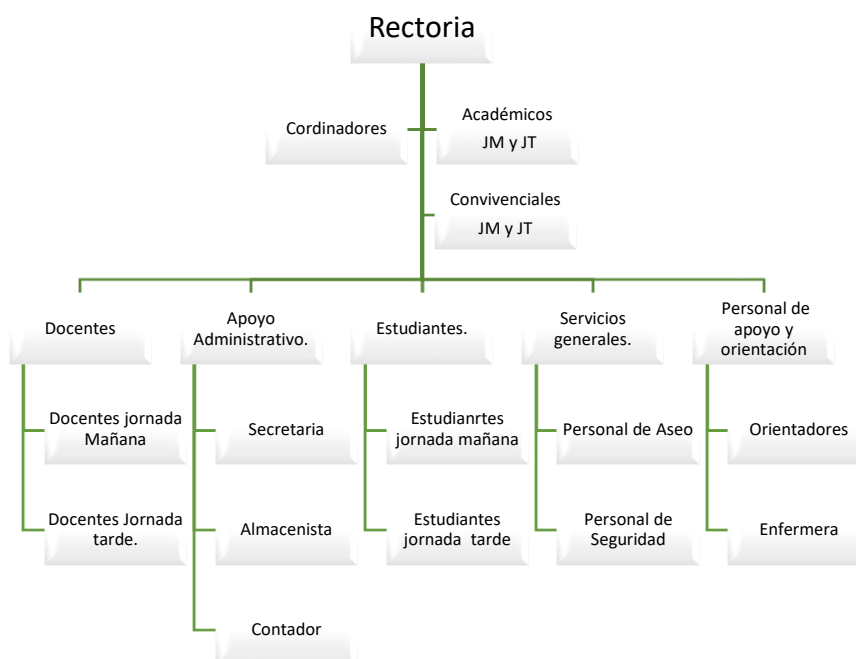 Rectoria
Cordinadores
Académicos
JM y JT
Convivenciales
JM y JT
Docentes
Apoyo
Administrativo.
Estudiantes.
Servicios
generales.
Personal de
apoyo y
orientación
Docentes jornada
Mañana
Secretaria
Estudianrtes
jornada mañana
Personal de Aseo
Orientadores
Docentes Jornada
tarde.
Almacenista
Estudiantes
jornada tarde
Personal de
Seguridad
Enfermera
Contador